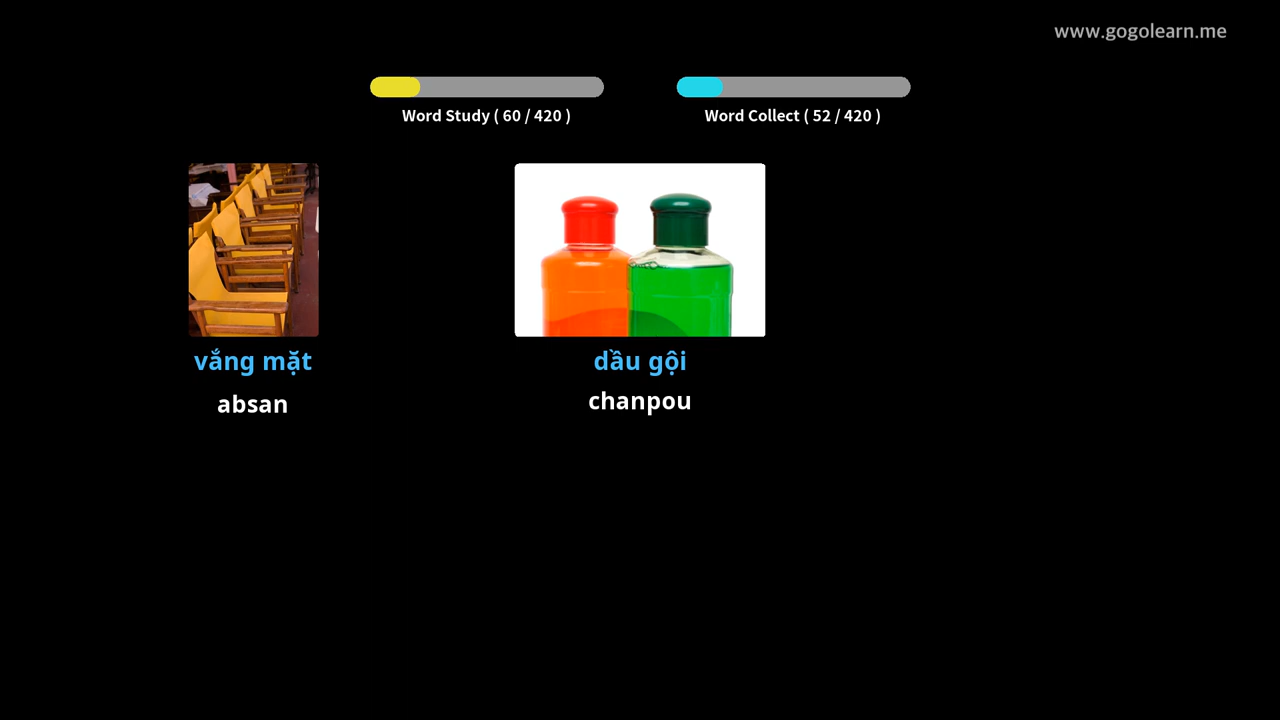 www.gogolearn.me
Word Study ( 60 / 420 )
Word Collect ( 52 / 420 )
vắng mặt
absan
dầu gội
chanpou